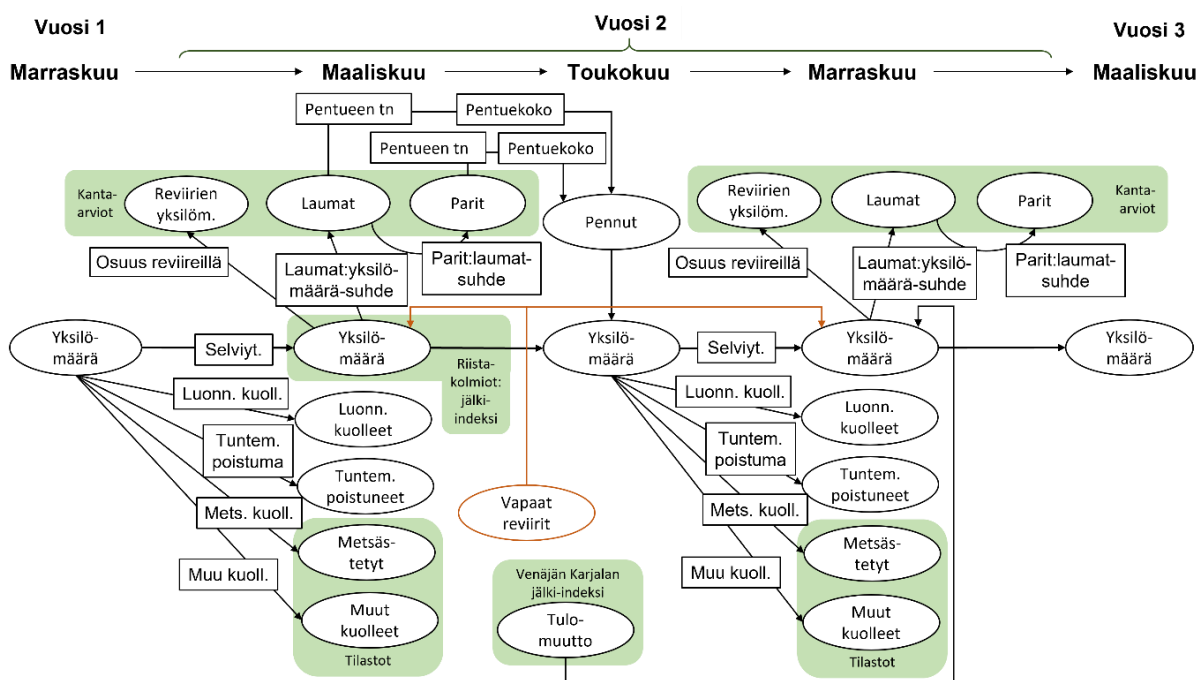 Vuosi 1
Vuosi 2
Vuosi 3
Marraskuu
Maaliskuu
Toukokuu
Marraskuu
Maaliskuu
Pentueen tn
Pentuekoko
Pentueen tn
Pentuekoko
Kanta-
arviot
Reviirien
yksilöm.
Laumat
Parit
Pennut
Reviirien
yksilöm.
Laumat
Parit
Kanta-
arviot
Osuus reviireillä
Laumat:yksilö-
määrä-suhde
Parit:laumat-
suhde
Osuus reviireillä
Laumat:yksilö-
määrä-suhde
Parit:laumat-
suhde
Yksilö-
määrä
Selviyt.
Yksilö-
määrä
Riista-
kolmiot:
jälki-
indeksi
Yksilö-
määrä
Selviyt.
Yksilö-
määrä
Yksilö-
määrä
Luonn. kuoll.
Luonn.
kuolleet
Tuntem.
poistuma
Tuntem.
poistuneet
Mets. kuoll.
Metsäs-
tetyt
Muu kuoll.
Muut
kuolleet
Tilastot
Vapaat
reviirit
Venäjän Karjalan
jälki-indeksi
Tulo-
muutto
Luonn. kuoll.
Luonn.
kuolleet
Tuntem.
poistuma
Tuntem.
poistuneet
Mets. kuoll.
Metsäs-
tetyt
Muu kuoll.
Muut
kuolleet
Tilastot